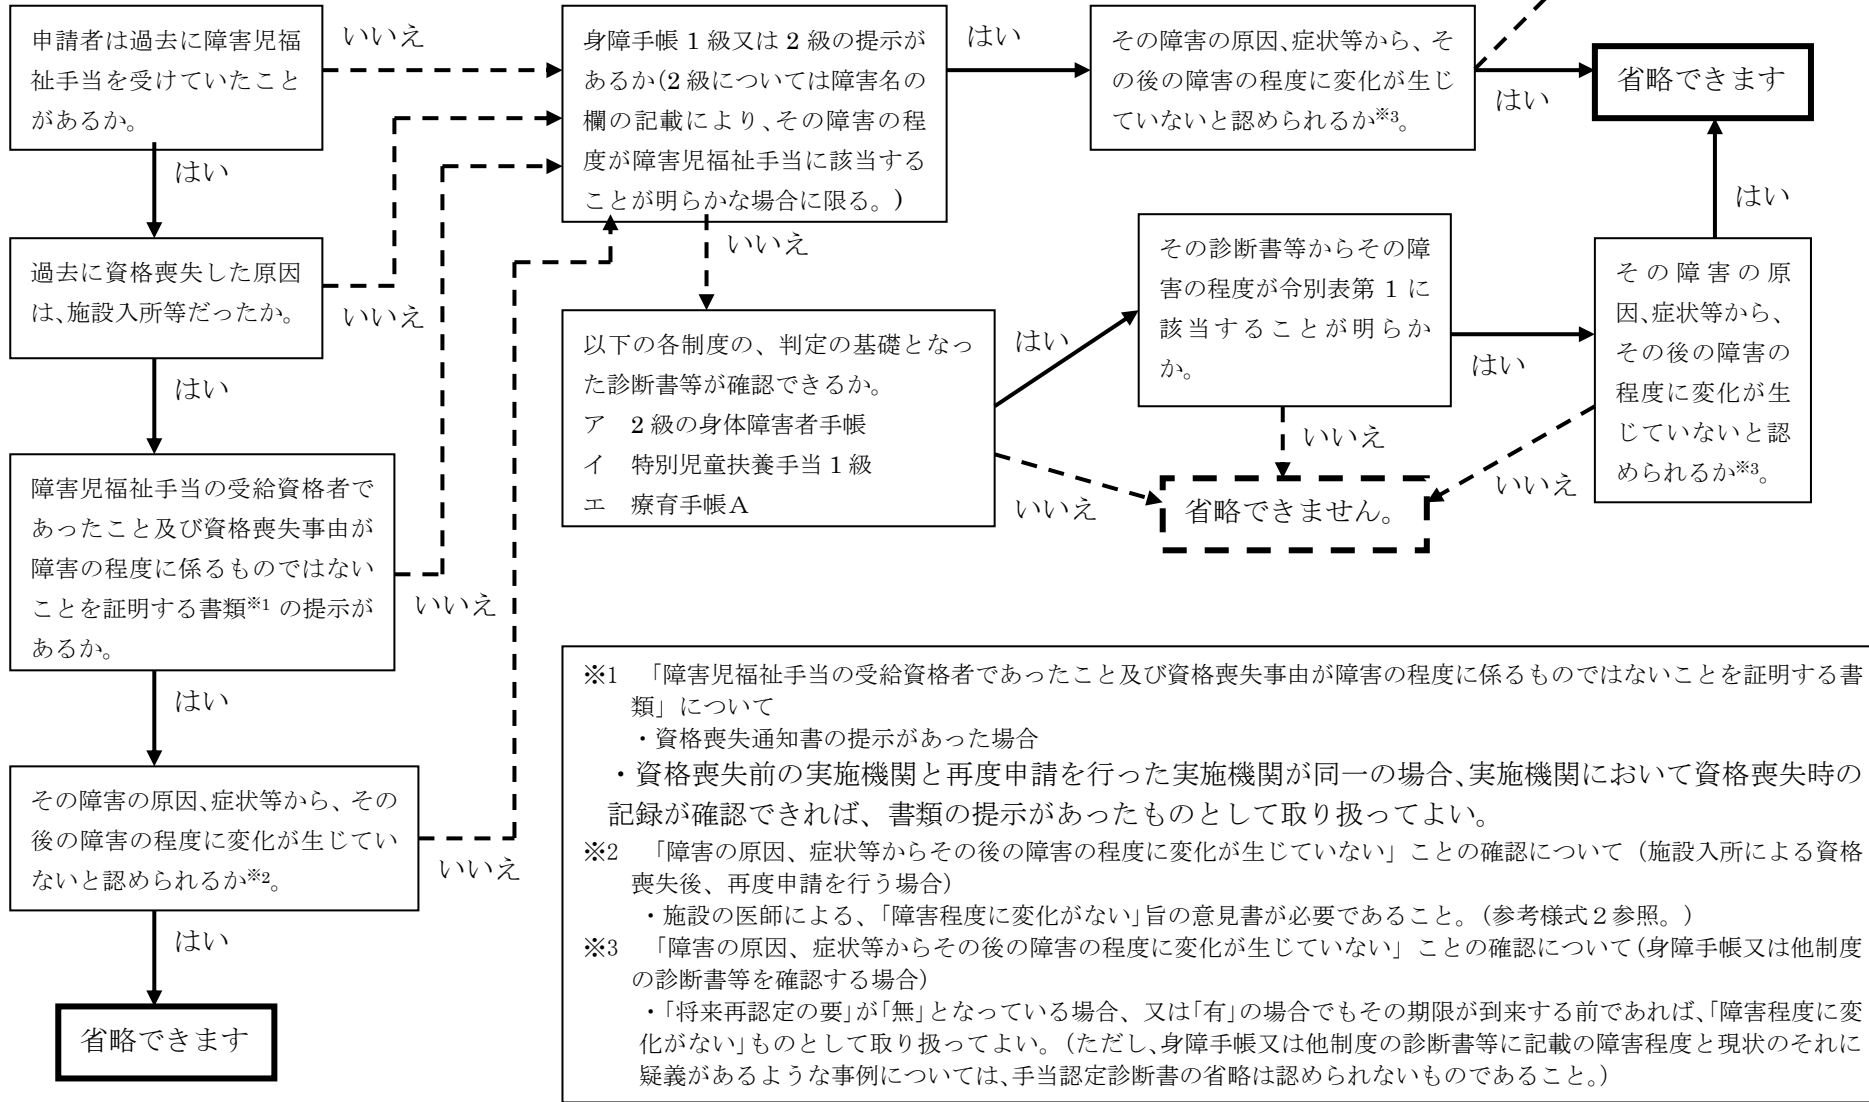 申請者は過去に障害児福
祉手当を受けていたこと
があるか。
いいえ
はい
過去に資格喪失した原因
は、施設入所等だったか。
いいえ
はい
障害児福祉手当の受給資格者で
あったこと及び資格喪失事由が
障害の程度に係るものではない
ことを証明する書類※1 の提示が
あるか。
いいえ
はい
その障害の原因、症状等から、その
後の障害の程度に変化が生じてい
ないと認められるか※2。
いいえ
はい
省略できます
身障手帳 1 級又は 2 級の提示が
あるか(2 級については障害名の
欄の記載により、その障害の程
度が障害児福祉手当に該当する
ことが明らかな場合に限る。)
はい
いいえ
その障害の原因、症状等から、そ
の後の障害の程度に変化が生じ
ていないと認められるか※3。
はい
省略できます
以下の各制度の、判定の基礎となっ
た診断書等が確認できるか。
ア 2 級の身体障害者手帳
イ 特別児童扶養手当 1 級
エ 療育手帳A
はい
いいえ
その診断書等からその障
害の程度が令別表第 1 に
該当することが明らか
か。
はい
いいえ
その障害の原
因、症状等から、
その後の障害の
程度に変化が生
じていないと認
められるか※3。
はい
いいえ
省略できません。
※1 「障害児福祉手当の受給資格者であったこと及び資格喪失事由が障害の程度に係るものではないことを証明する書
類」について
・資格喪失通知書の提示があった場合
・資格喪失前の実施機関と再度申請を行った実施機関が同一の場合、実施機関において資格喪失時の
記録が確認できれば、書類の提示があったものとして取り扱ってよい。
※2 「障害の原因、症状等からその後の障害の程度に変化が生じていない」ことの確認について（施設入所による資格
喪失後、再度申請を行う場合）
・施設の医師による、「障害程度に変化がない」旨の意見書が必要であること。（参考様式２参照。）
※3 「障害の原因、症状等からその後の障害の程度に変化が生じていない」ことの確認について(身障手帳又は他制度
の診断書等を確認する場合）
・「将来再認定の要」が「無」となっている場合、又は「有」の場合でもその期限が到来する前であれば、「障害程度に変
化がない」ものとして取り扱ってよい。（ただし、身障手帳又は他制度の診断書等に記載の障害程度と現状のそれに
疑義があるような事例については、手当認定診断書の省略は認められないものであること。）